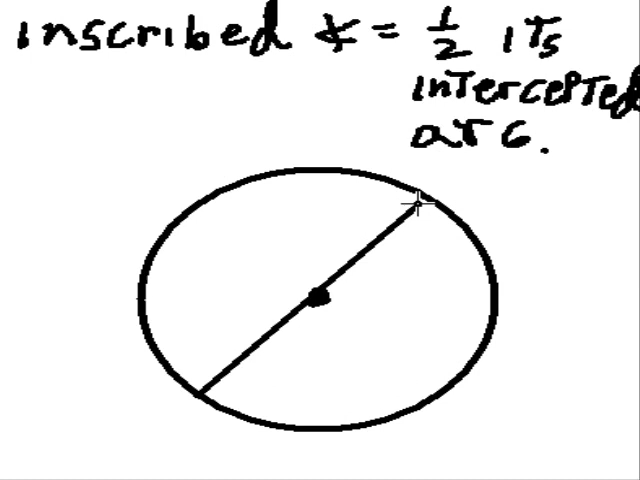 inscribed ∡ = 1/2 iTs
inTercepTed
arc.